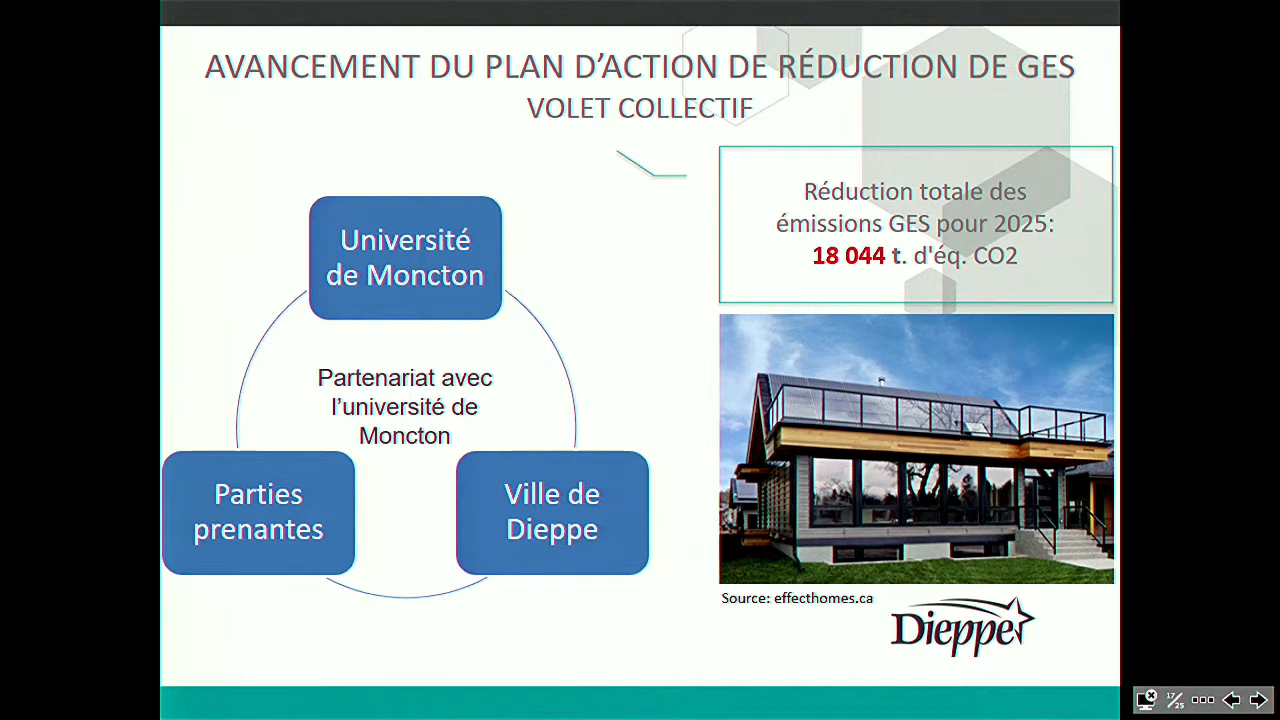 AVANCEMENT DU PLAN D’ACTION DE RÉDUCTION DE GES
VOLET COLLECTIF
Université
de Moncton
Partenariat avec
l’université de
Moncton
Parties
prenantes
Ville de
Dieppe
Réduction totale des
émissions GES pour 2025:
18 044 t. d'éq. CO2
Source: effecthomes.ca
Dieppe
17/25